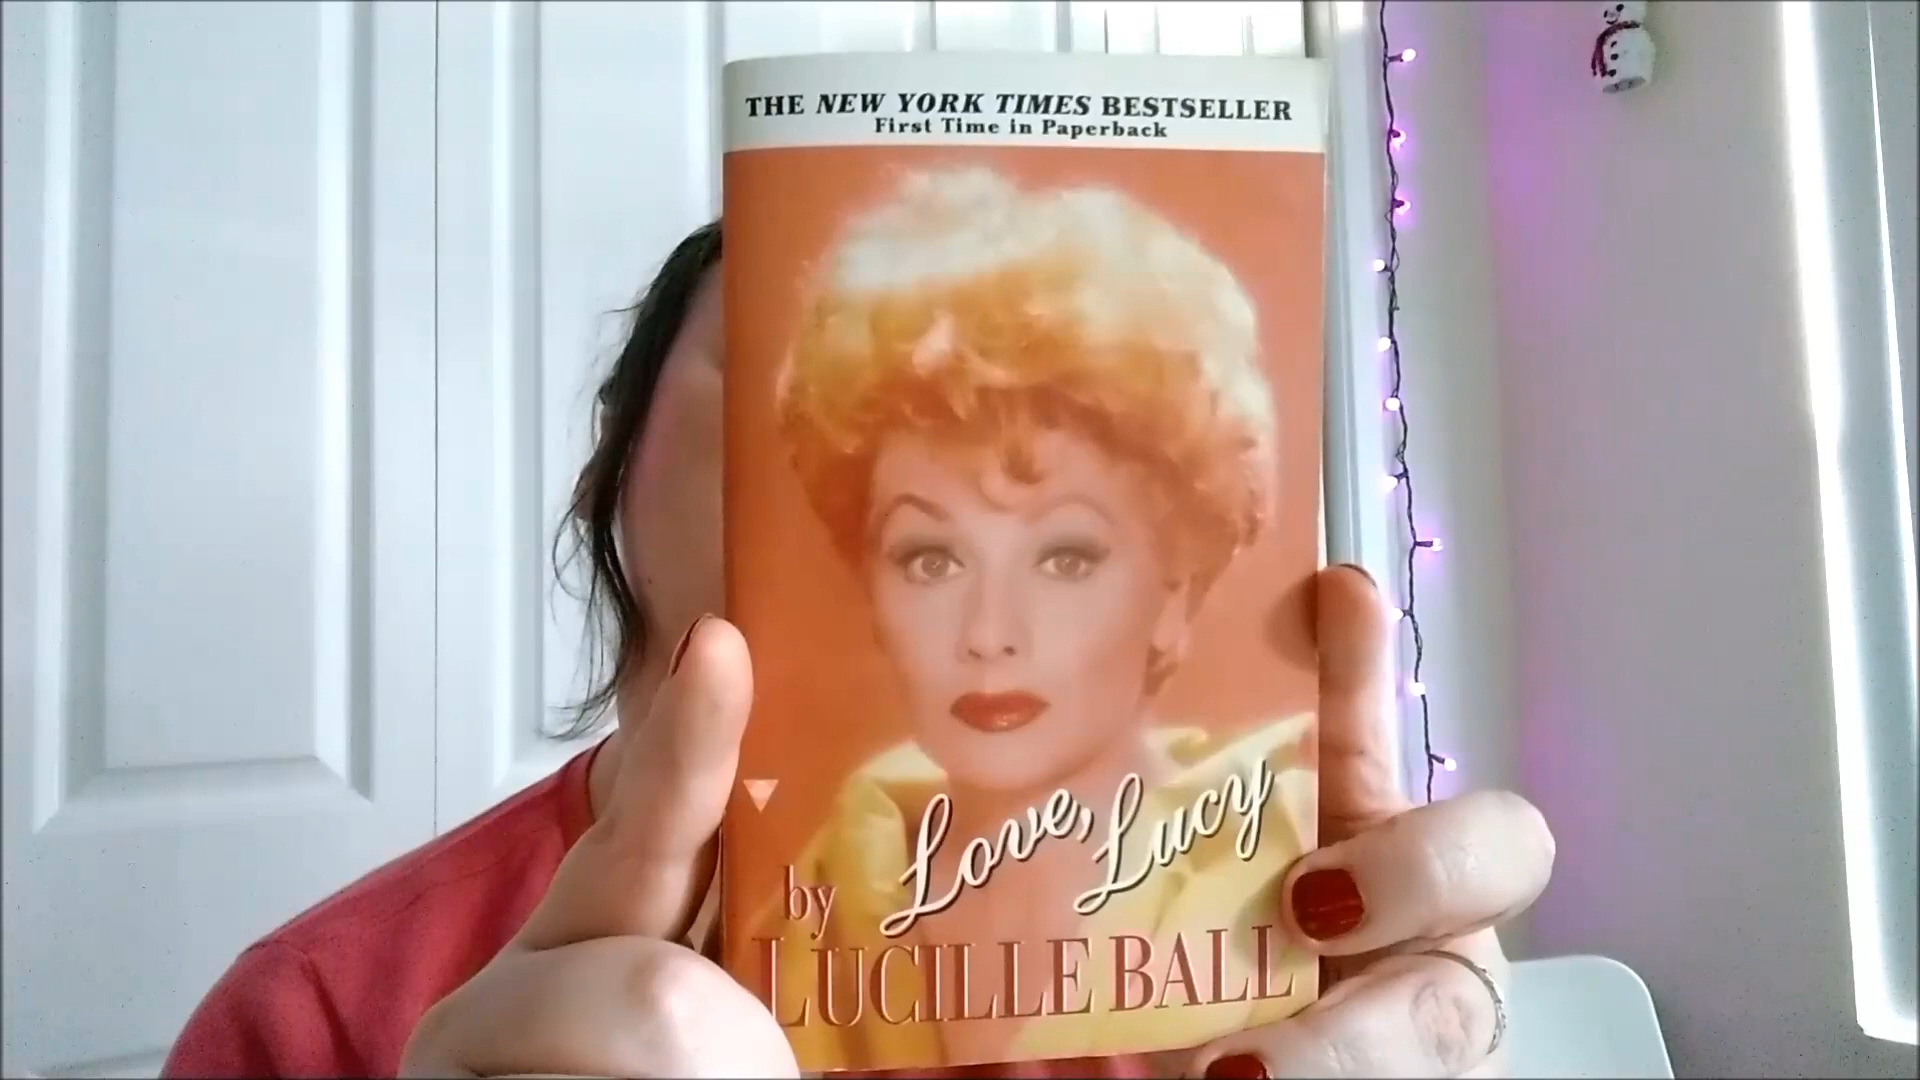 THE NEW YORK TIMES BESTSELLER
First Time in Paperback
Love, Lucy
by
LUCILLE BALL